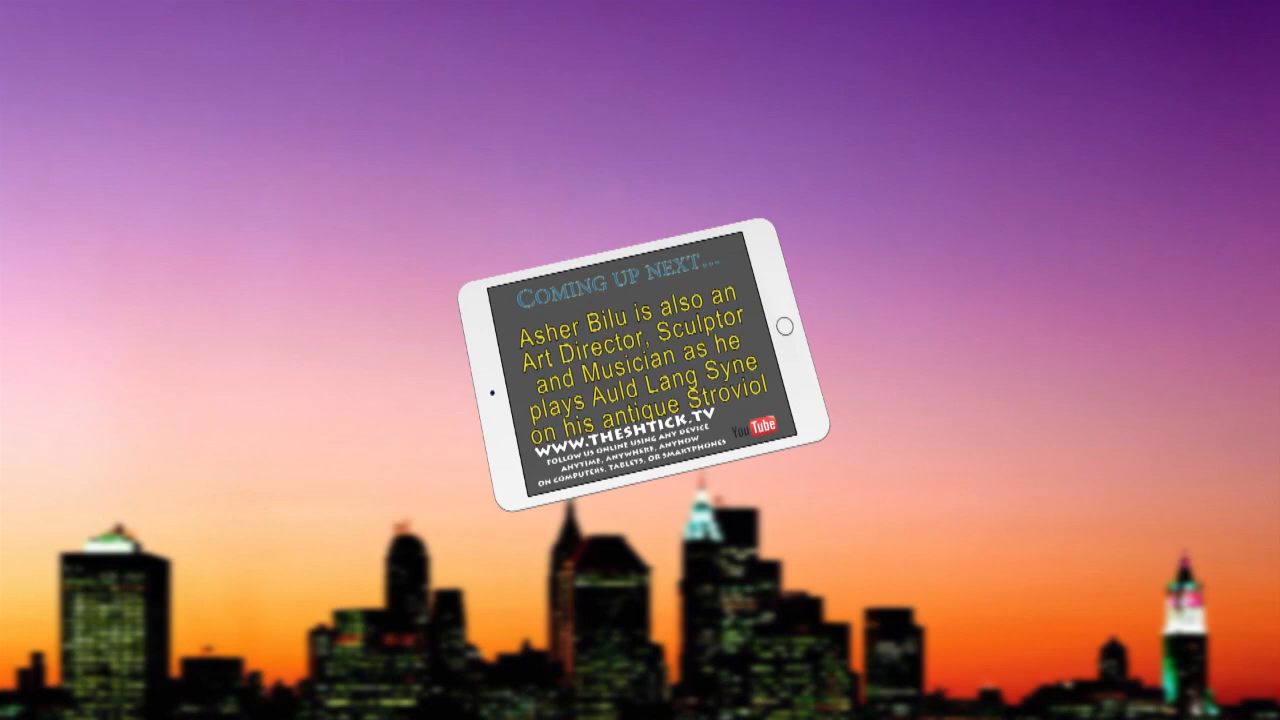 COMING UP NEXT...
Asher Bilu is also an
Art Director, Sculptor
and Musician as he
plays Auld Lang Syne
on his antique Stroviol
WWW.THESHTICK.TV
FOLLOW US ONLINE USING ANY DEVICE
ANYTIME, ANYWHERE, ANYHOW
ON COMPUTERS, TABLETS, OR SMARTPHONES
YouTube